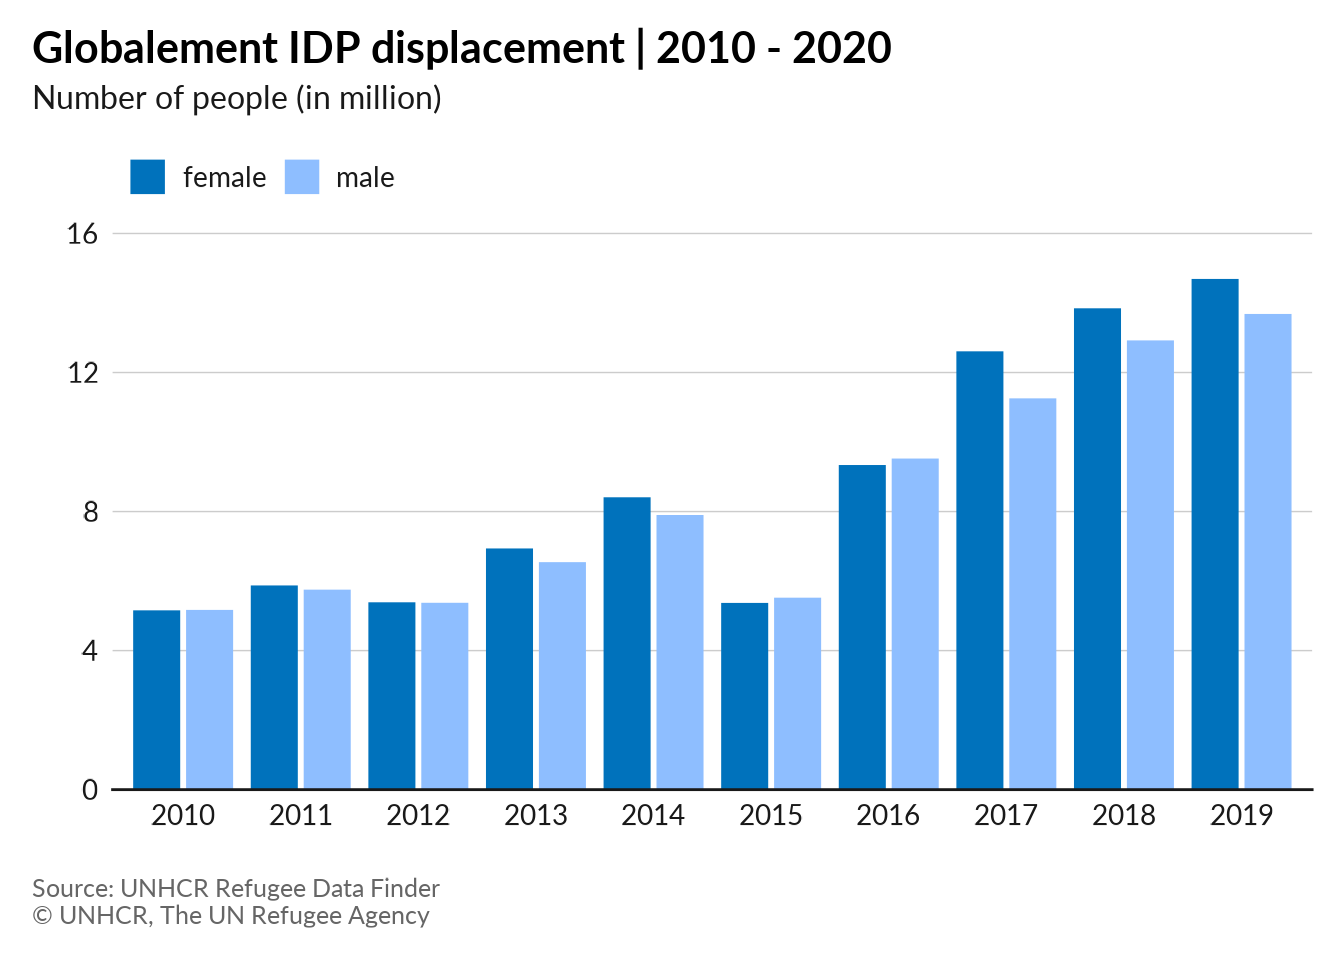 Globalement IDP displacement | 2010 - 2020
Number of people (in million)
female male
16
12
8
4
0
2010 2011 2012 2013 2014 2015 2016 2017 2018 2019
Source: UNHCR Refugee Data Finder
© UNHCR, The UN Refugee Agency